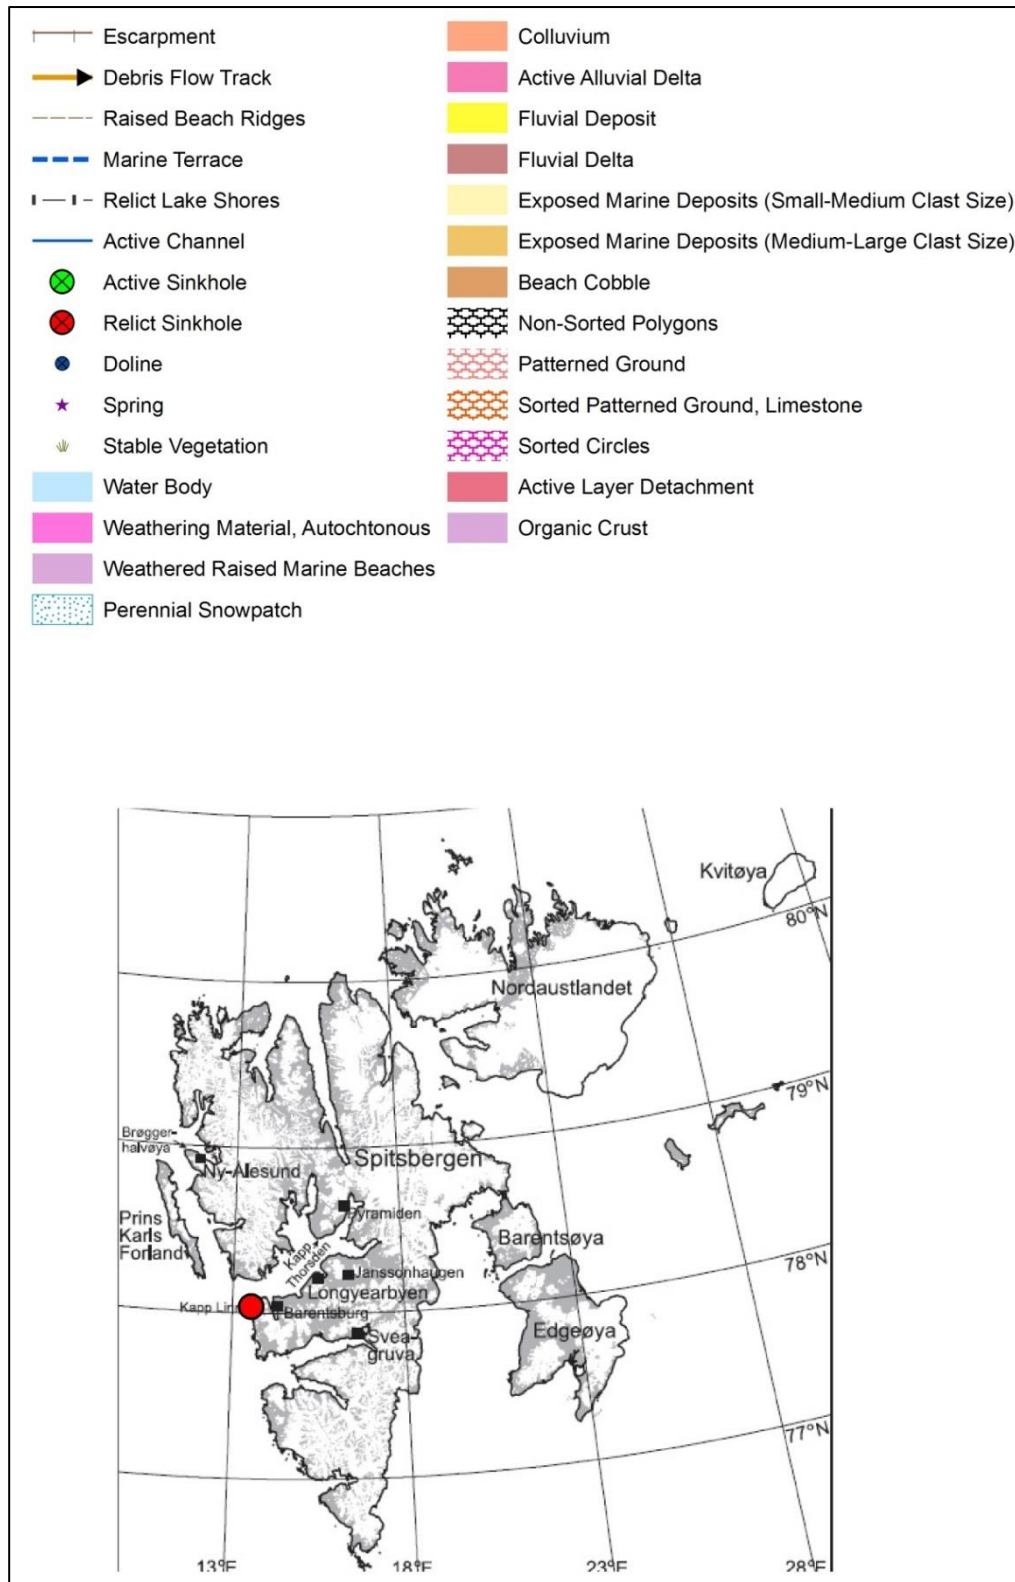 Escarpment
Debris Flow Track
Raised Beach Ridges
Marine Terrace
Relict Lake Shores
Active Channel
Active Sinkhole
Relict Sinkhole
Doline
Spring
Stable Vegetation
Water Body
Weathering Material, Autochtonous
Weathered Raised Marine Beaches
Perennial Snowpatch
Colluvium
Active Alluvial Delta
Fluvial Deposit
Fluvial Delta
Exposed Marine Deposits (Small-Medium Clast Size)
Exposed Marine Deposits (Medium-Large Clast Size)
Beach Cobble
Non-Sorted Polygons
Patterned Ground
Sorted Patterned Ground, Limestone
Sorted Circles
Active Layer Detachment
Organic Crust
Kvitøya
80°N
Nordaustlandet
79°N
Brøgger-
halvøya
Ny-Alesund
Spitsbergen
Prins
Karls
Forland
Pyramiden
Barentsøya
78°N
Kapp
Thorsden
Janssonhaugen
Longyearbyen
Kapp
Barentsburg
Svea-
gruva
Edgeøya
77°N
13°E
18°E
23°E
28°E